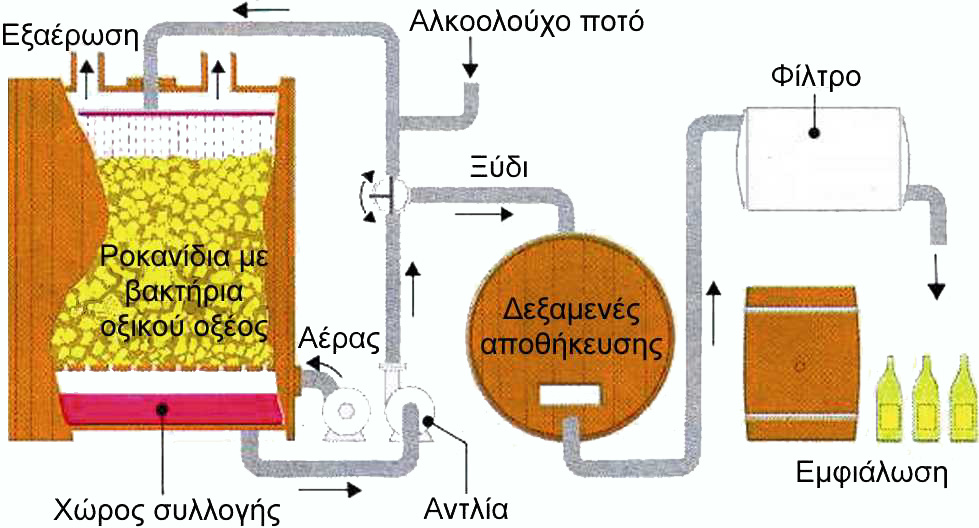 Εξαέρωση
Αλκοολούχο ποτό
Φίλτρο
Ξύδι
Ροκανίδια με
βακτήρια
οξικού οξέος
Αέρας
Δεξαμενές
αποθήκευσης
Εμφιάλωση
Χώρος συλλογής
Αντλία